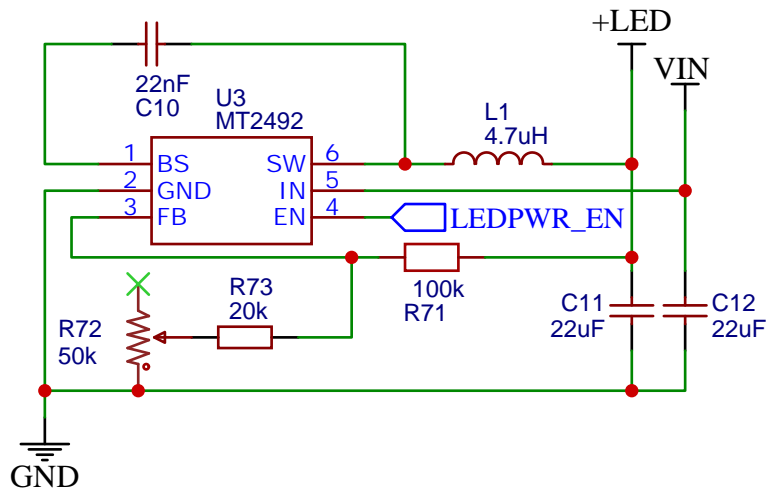 +LED
VIN
22nF
C10
U3
MT2492
L1
4.7uH
1 BS SW 6
2 GND IN 5
3 FB EN 4
LEDPWR_EN
R73
20k
100k
R71
R72
50k
C11
22uF
C12
22uF
GND